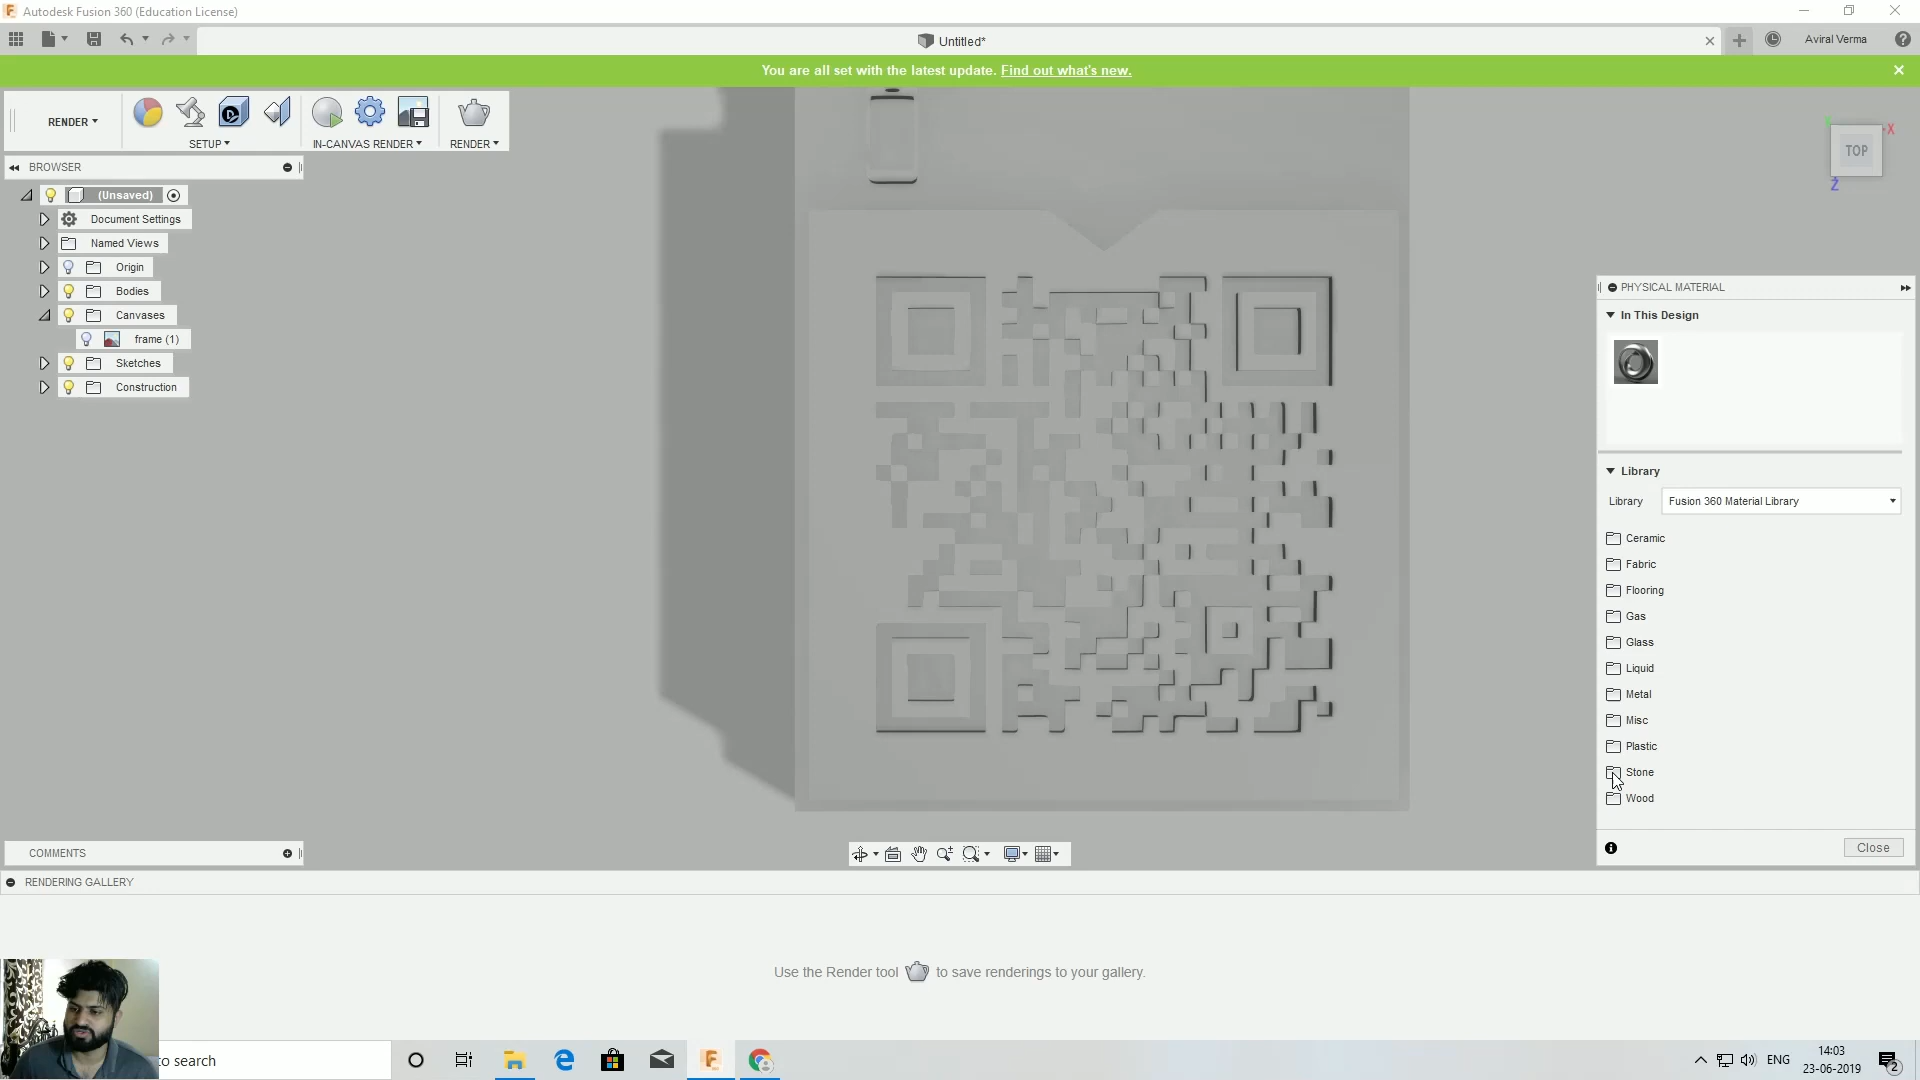 Autodesk Fusion 360 (Education License)
Untitled*
Aviral Verma
You are all set with the latest update. Find out what's new.
RENDER
SETUP
IN-CANVAS RENDER
RENDER
TOP
X
Z
BROWSER
(Unsaved)
Document Settings
Named Views
Origin
Bodies
Canvases
frame (1)
Sketches
Construction
PHYSICAL MATERIAL
In This Design
Library
Library
Fusion 360 Material Library
Ceramic
Fabric
Flooring
Gas
Glass
Liquid
Metal
Misc
Plastic
Stone
Wood
Close
COMMENTS
RENDERING GALLERY
Use the Render tool to save renderings to your gallery.
to search
ENG
14:03
23-06-2019
2